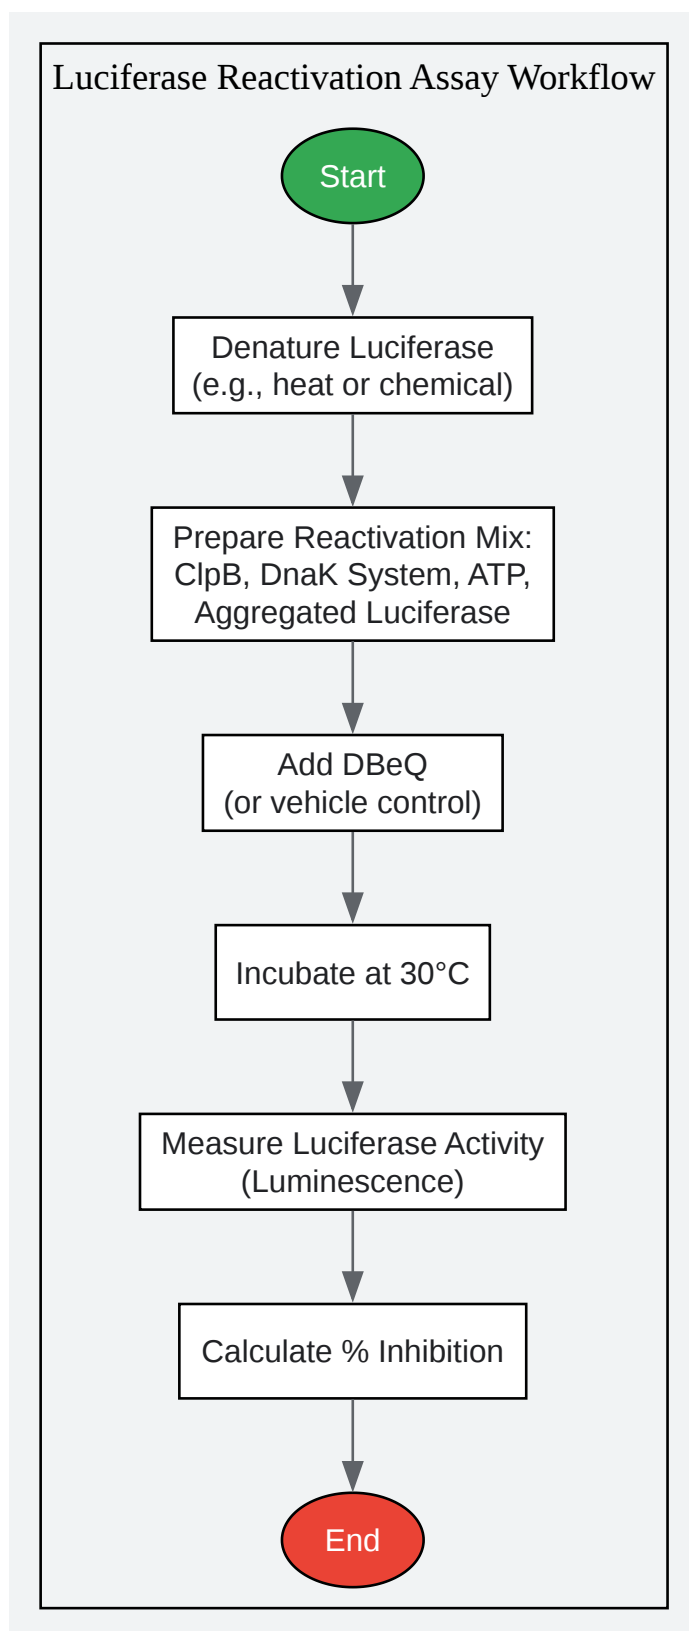 Luciferase Reactivation Assay Workflow
Start
Denature Luciferase
(e.g., heat or chemical)
Prepare Reactivation Mix:
ClpB, DnaK System, ATP,
Aggregated Luciferase
Add DBeQ
(or vehicle control)
Incubate at 30°C
Measure Luciferase Activity
(Luminescence)
Calculate % Inhibition
End